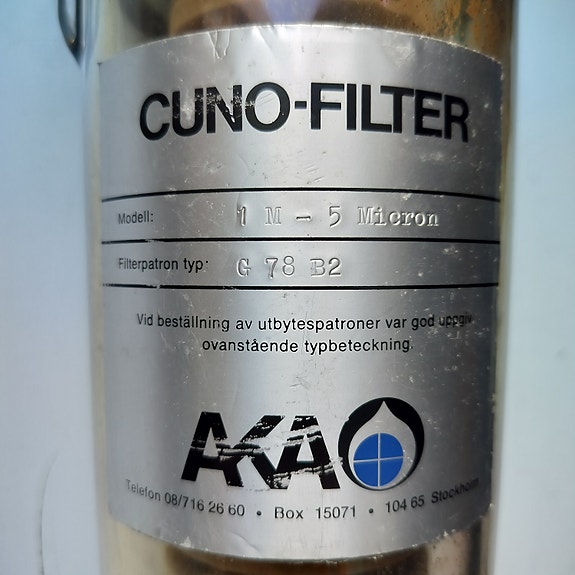 CUNO-FILTER
Modell: 1 M - 5 Micron
Filterpatron typ: G 78 B2
Vid beställning av utbytespatroner var god uppgiv
ovanstående typbeteckning.
AKA
Telefon 08/716 26 60 • Box 15071 • 104 65 Stockholm